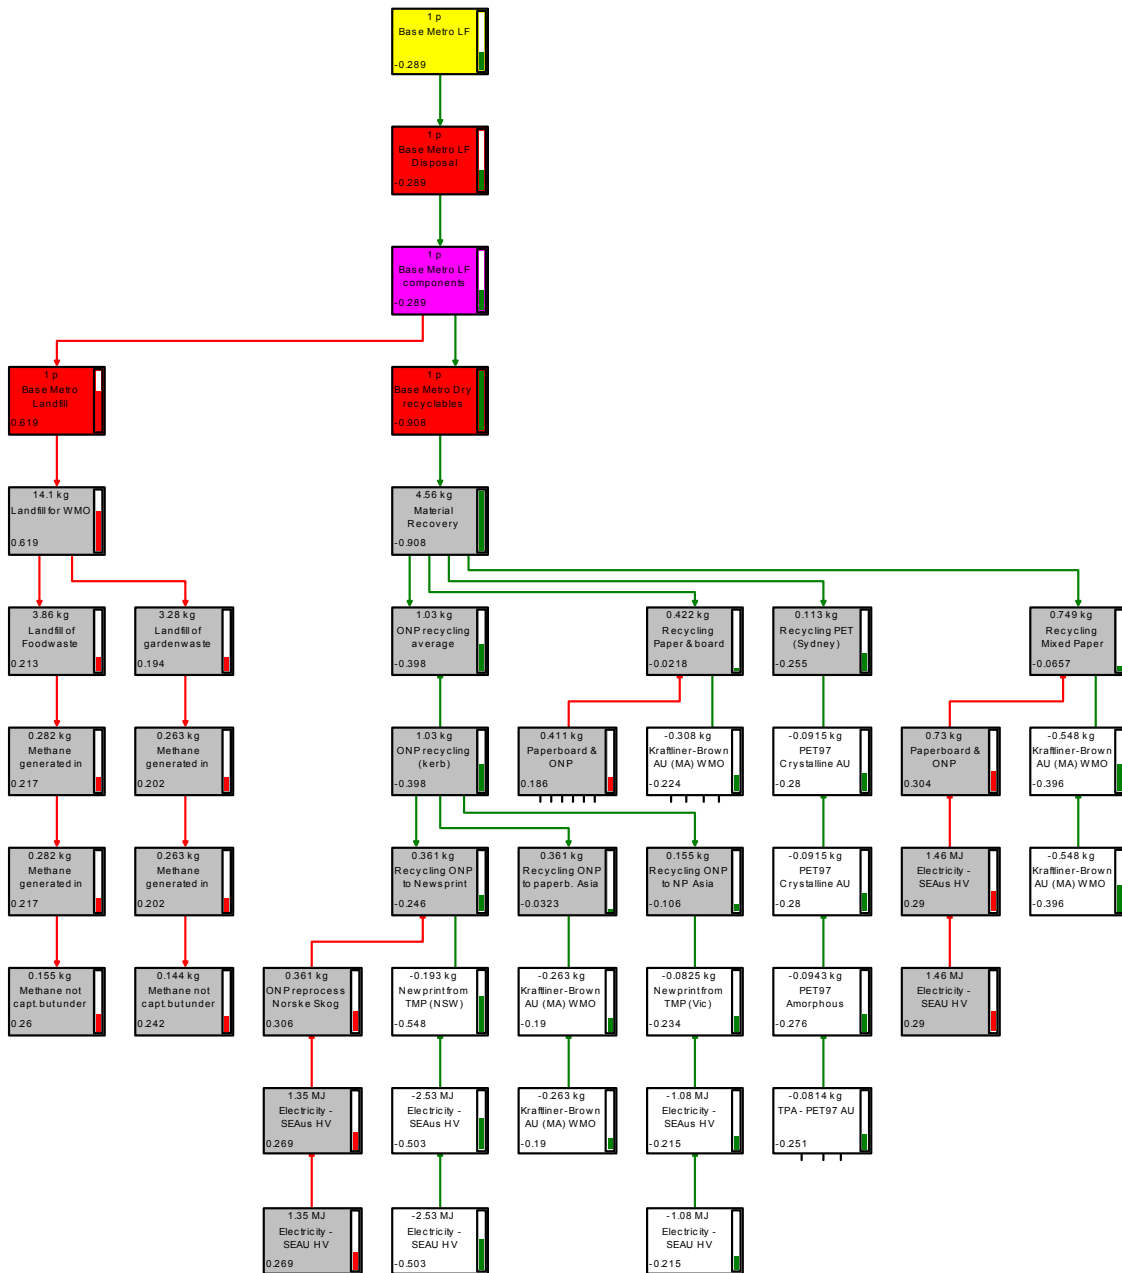 1 p
Base Metro LF
-0.289
1 p
Base Metro LF
Disposal
-0.289
1 p
Base Metro LF
components
-0.289
1 p
Base Metro
Landfill
0.619
1 p
Base Metro Dry
recyclables
-0.908
14.1 kg
Landfill for WMO
0.619
4.56 kg
Material
Recovery
-0.908
3.86 kg
Landfill of
Foodwaste
0.213
3.28 kg
Landfill of
gardenwaste
0.194
1.03 kg
ONP recycling
average
-0.398
0.422 kg
Recycling
Paper & board
-0.0218
0.113 kg
Recycling PET
(Sydney)
-0.255
0.749 kg
Recycling
Mixed Paper
-0.0657
0.282 kg
Methane
generated in
0.217
0.263 kg
Methane
generated in
0.202
1.03 kg
ONP recycling
(kerb)
-0.398
0.411 kg
Paperboard &
ONP
0.186
-0.308 kg
Kraftliner-Brown
AU (MA) WMO
-0.224
-0.0915 kg
PET97
Crystalline AU
-0.28
0.73 kg
Paperboard &
ONP
0.304
-0.548 kg
Kraftliner-Brown
AU (MA) WMO
-0.396
0.282 kg
Methane
generated in
0.217
0.263 kg
Methane
generated in
0.202
0.361 kg
Recycling ONP
to Newsprint
-0.246
0.361 kg
Recycling ONP
to paperb. Asia
-0.0323
0.155 kg
Recycling ONP
to NP Asia
-0.106
-0.0915 kg
PET97
Crystalline AU
-0.28
1.46 MJ
Electricity -
SEAus HV
0.29
-0.548 kg
Kraftliner-Brown
AU (MA) WMO
-0.396
0.155 kg
Methane not
capt. but under
0.26
0.144 kg
Methane not
capt. but under
0.242
0.361 kg
ONP reprocess
Norske Skog
0.306
-0.193 kg
Newprint from
TMP (NSW)
-0.548
-0.263 kg
Kraftliner-Brown
AU (MA) WMO
-0.19
-0.0825 kg
Newprint from
TMP (Vic)
-0.234
-0.0943 kg
PET97
Amorphous
-0.276
1.46 MJ
Electricity -
SEAU HV
0.29
1.35 MJ
Electricity -
SEAus HV
0.269
-2.53 MJ
Electricity -
SEAus HV
-0.503
-0.263 kg
Kraftliner-Brown
AU (MA) WMO
-0.19
-1.08 MJ
Electricity -
SEAus HV
-0.215
-0.0814 kg
TPA - PET97 AU
-0.251
1.35 MJ
Electricity -
SEAU HV
0.269
-2.53 MJ
Electricity -
SEAU HV
-0.503
-1.08 MJ
Electricity -
SEAU HV
-0.215